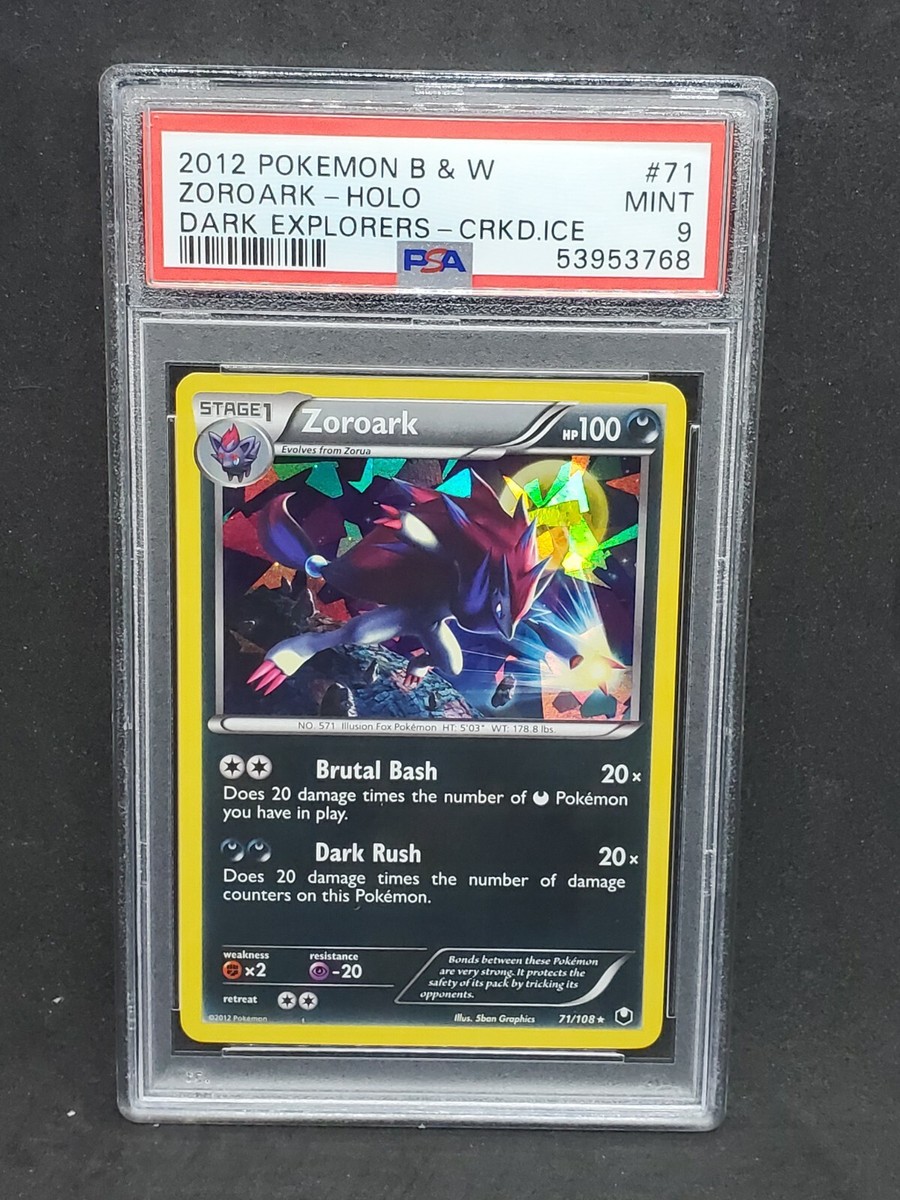 2012 POKEMON B & W #71
ZOROARK - HOLO MINT
DARK EXPLORERS - CRKD.ICE 9
PSA 53953768
STAGE1 Zoroark HP100
Evolves from Zorua
NO. 571 Illusion Fox Pokémon HT: 5'03" WT: 178.8 lbs.
Brutal Bash 20×
Does 20 damage times the number of Pokémon
you have in play.
Dark Rush 20×
Does 20 damage times the number of damage
counters on this Pokémon.
weakness resistance
×2 -20
retreat
Bonds between these Pokémon
are very strong. It protects the
safety of its pack by tricking its
opponents.
©2012 Pokémon Illus. 5ban Graphics 71/108★